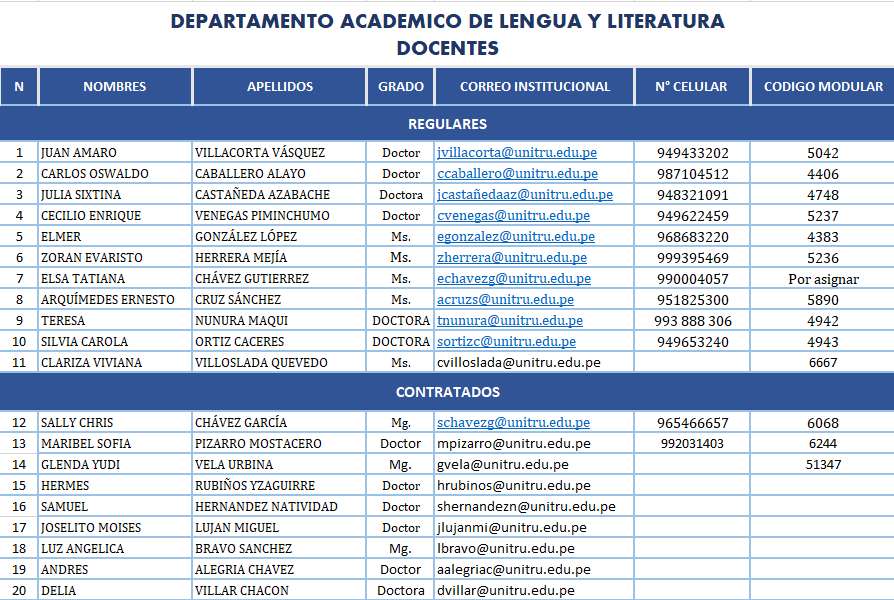 DEPARTAMENTO ACADEMICO DE LENGUA Y LITERATURA
DOCENTES
N NOMBRES APELLIDOS GRADO CORREO INSTITUCIONAL N° CELULAR CODIGO MODULAR
REGULARES
1 JUAN AMARO VILLACORTA VÁSQUEZ Doctor jvillacorta@unitru.edu.pe 949433202 5042
2 CARLOS OSWALDO CABALLERO ALAYO Doctor ccaballero@unitru.edu.pe 987104512 4406
3 JULIA SIXTINA CASTAÑEDA AZABACHE Doctora jcastañedaaz@unitru.edu.pe 948321091 4748
4 CECILIO ENRIQUE VENEGAS PIMINCHUMO Doctor cvenegas@unitru.edu.pe 949622459 5237
5 ELMER GONZÁLEZ LÓPEZ Ms. egonzalez@unitru.edu.pe 968683220 4383
6 ZORAN EVARISTO HERRERA MEJÍA Ms. zherrera@unitru.edu.pe 999395469 5236
7 ELSA TATIANA CHÁVEZ GUTIERREZ Ms. echavezg@unitru.edu.pe 990004057 Por asignar
8 ARQUÍMEDES ERNESTO CRUZ SÁNCHEZ Ms. acruzs@unitru.edu.pe 951825300 5890
9 TERESA NUNURA MAQUI DOCTORA tnunura@unitru.edu.pe 993 888 306 4942
10 SILVIA CAROLA ORTIZ CACERES DOCTORA sortizc@unitru.edu.pe 949653240 4943
11 CLARIZA VIVIANA VILLOSLADA QUEVEDO Ms. cvilloslada@unitru.edu.pe 6667
CONTRATADOS
12 SALLY CHRIS CHÁVEZ GARCÍA Mg. schavezg@unitru.edu.pe 965466657 6068
13 MARIBEL SOFIA PIZARRO MOSTACERO Doctor mpizarro@unitru.edu.pe 992031403 6244
14 GLENDA YUDI VELA URBINA Mg. gvela@unitru.edu.pe 51347
15 HERMES RUBIÑOS YZAGUIRRE Doctor hrubinos@unitru.edu.pe
16 SAMUEL HERNANDEZ NATIVIDAD Doctor shernandezn@unitru.edu.pe
17 JOSELITO MOISES LUJAN MIGUEL Doctor jlujanmi@unitru.edu.pe
18 LUZ ANGELICA BRAVO SANCHEZ Mg. lbravo@unitru.edu.pe
19 ANDRES ALEGRIA CHAVEZ Doctor aalegriac@unitru.edu.pe
20 DELIA VILLAR CHACON Doctora dvillar@unitru.edu.pe